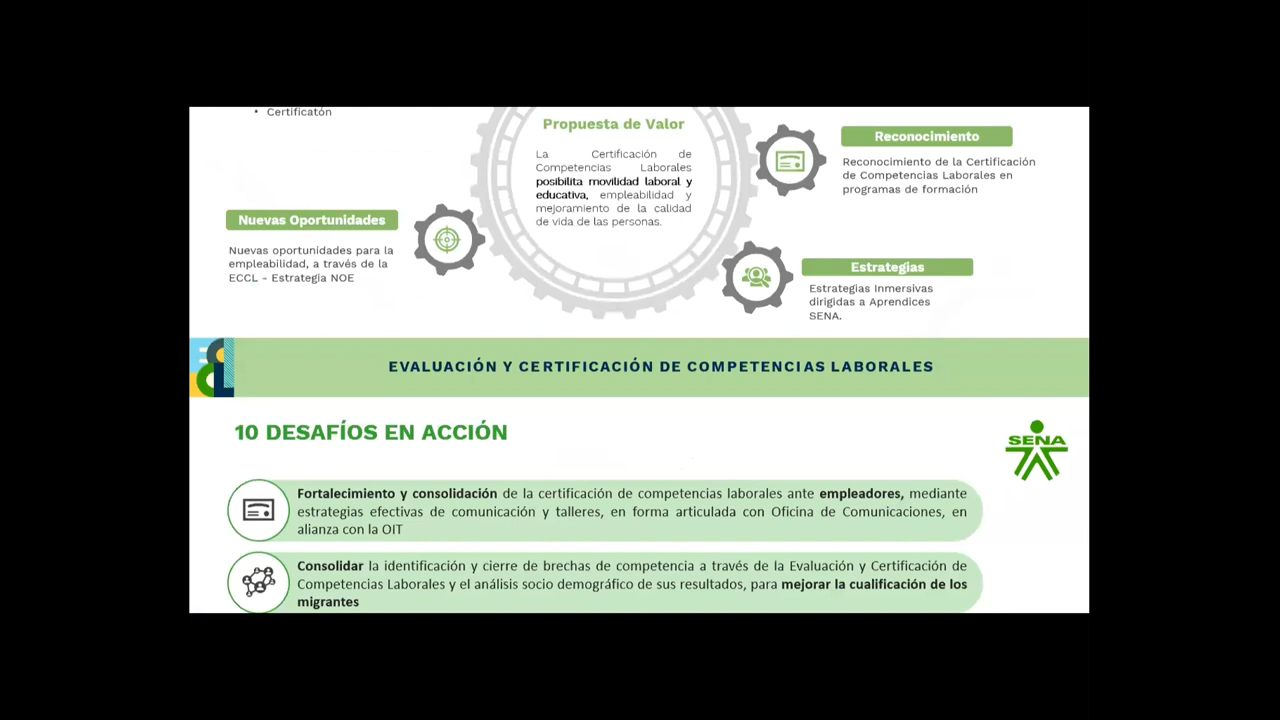 • Certificatón
Propuesta de Valor
La Certificación de
Competencias Laborales
posibilita movilidad laboral y
educativa, empleabilidad y
mejoramiento de la calidad
de vida de las personas.
Reconocimiento
Reconocimiento de la Certificación
de Competencias Laborales en
programas de formación
Nuevas Oportunidades
Nuevas oportunidades para la
empleabilidad, a través de la
ECCL - Estrategia NOE
Estrategias
Estrategias Inmersivas
dirigidas a Aprendices
SENA.
EVALUACIÓN Y CERTIFICACIÓN DE COMPETENCIAS LABORALES
10 DESAFÍOS EN ACCIÓN
SENA
Fortalecimiento y consolidación de la certificación de competencias laborales ante empleadores, mediante
estrategias efectivas de comunicación y talleres, en forma articulada con Oficina de Comunicaciones, en
alianza con la OIT
Consolidar la identificación y cierre de brechas de competencia a través de la Evaluación y Certificación de
Competencias Laborales y el análisis socio demográfico de sus resultados, para mejorar la cualificación de los
migrantes